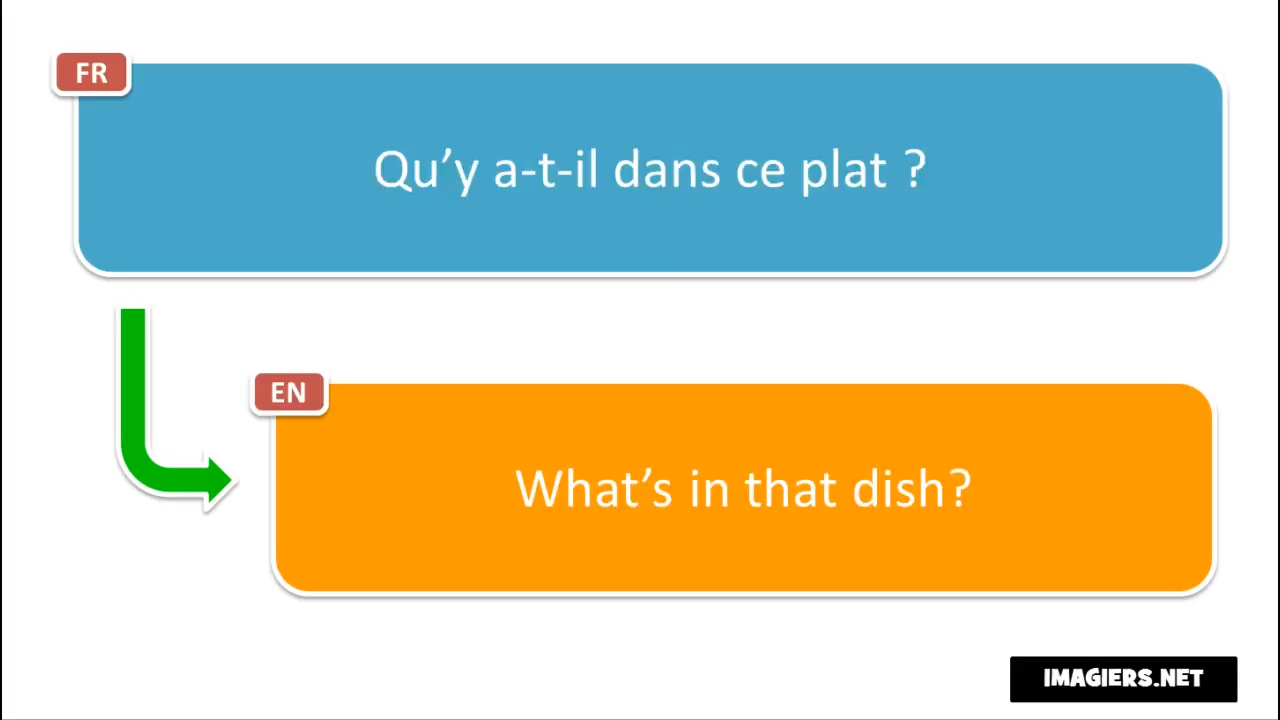 FR
Qu’y a-t-il dans ce plat ?
EN
What’s in that dish?
IMAGIERS.NET